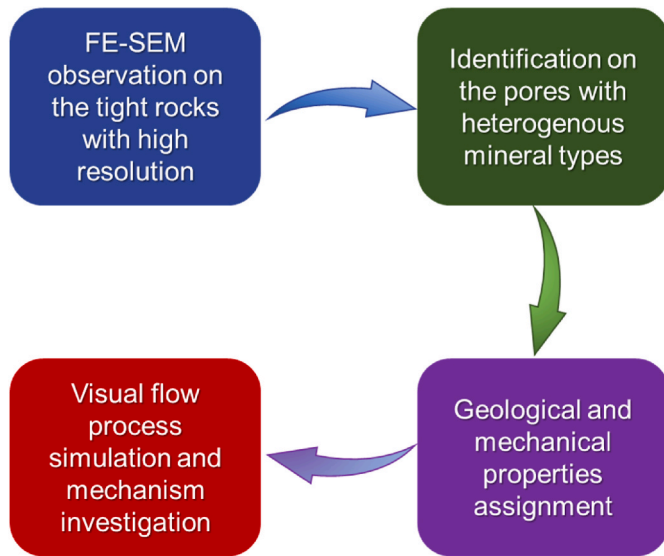 FE-SEM
observation on
the tight rocks
with high
resolution
Identification on
the pores with
heterogenous
mineral types
Geological and
mechanical
properties
assignment
Visual flow
process
simulation and
mechanism
investigation